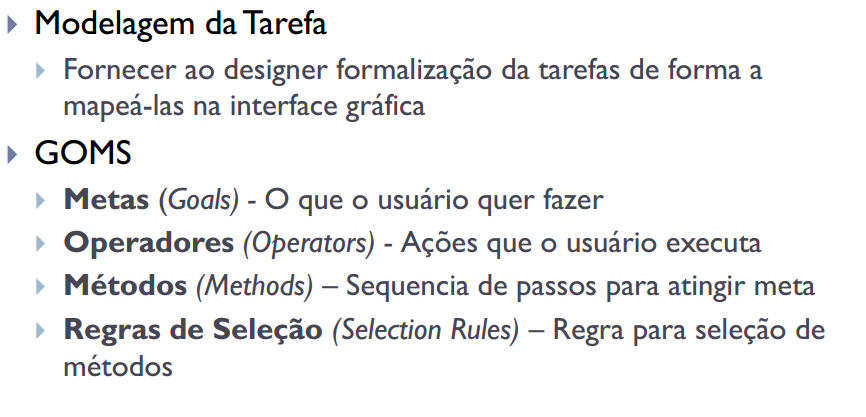 Modelagem da Tarefa
Fornecer ao designer formalização da tarefas de forma a
mapeá-las na interface gráfica
GOMS
Metas (Goals) - O que o usuário quer fazer
Operadores (Operators) - Ações que o usuário executa
Métodos (Methods) – Sequencia de passos para atingir meta
Regras de Seleção (Selection Rules) – Regra para seleção de
métodos